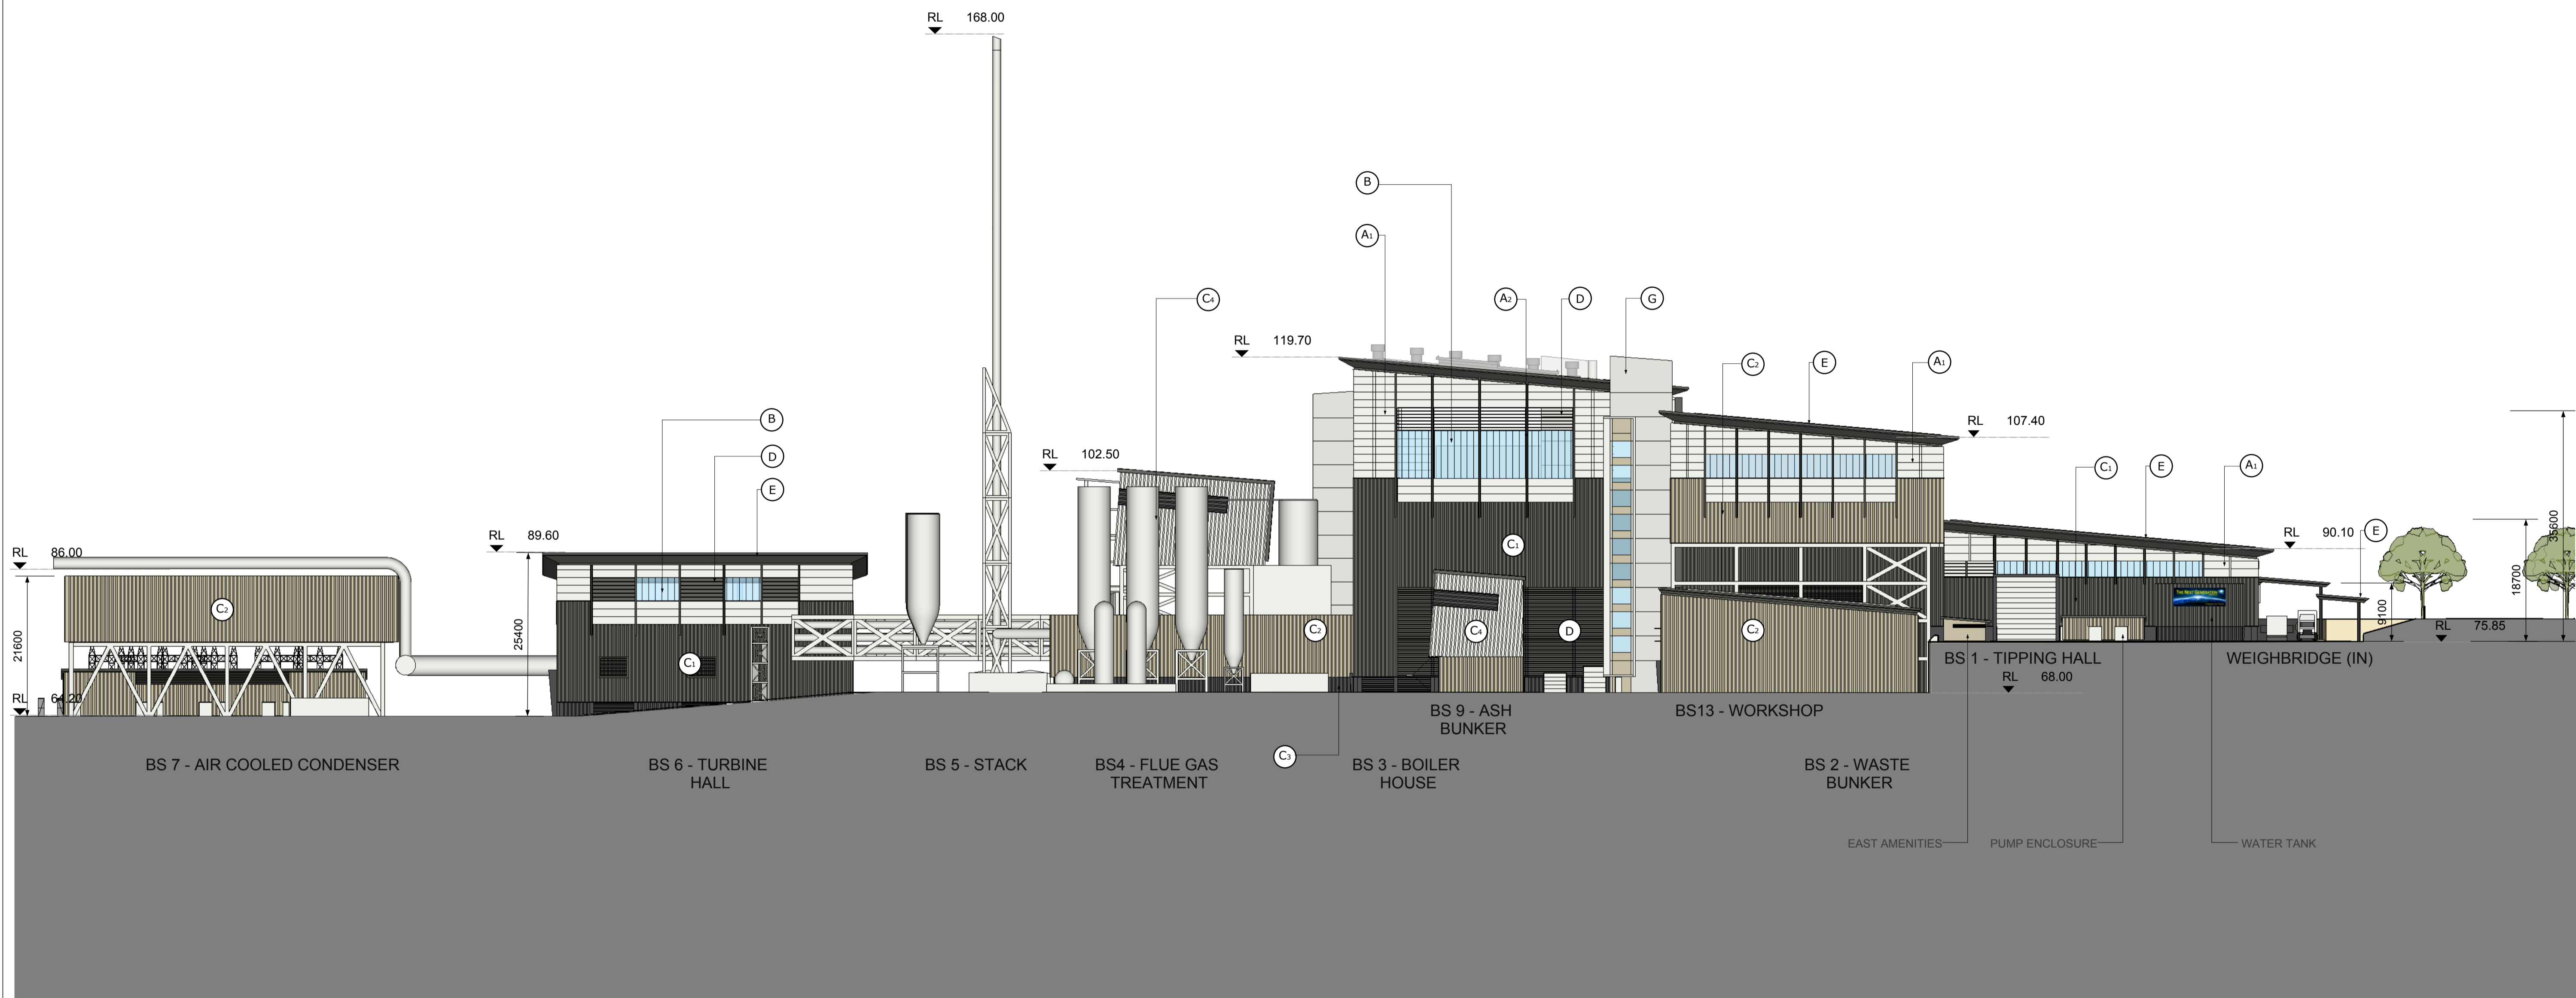 RL 168.00
B
A1
C4
A2
D
G
RL 119.70
C2
E
A1
B
RL 107.40
D
RL 102.50
C1
E
A1
E
35600
RL 89.60
RL 86.00
RL 90.10
E
C1
18700
C2
9100
21600
25400
C2
C4
D
C2
RL 75.85
C1
THE NEXT GENERATION
BS 1 - TIPPING HALL
WEIGHBRIDGE (IN)
RL 68.00
RL 64.20
BS 9 - ASH
BUNKER
BS13 - WORKSHOP
C3
BS 7 - AIR COOLED CONDENSER
BS 6 - TURBINE
HALL
BS 5 - STACK
BS4 - FLUE GAS
TREATMENT
BS 3 - BOILER
HOUSE
BS 2 - WASTE
BUNKER
EAST AMENITIES
PUMP ENCLOSURE
WATER TANK